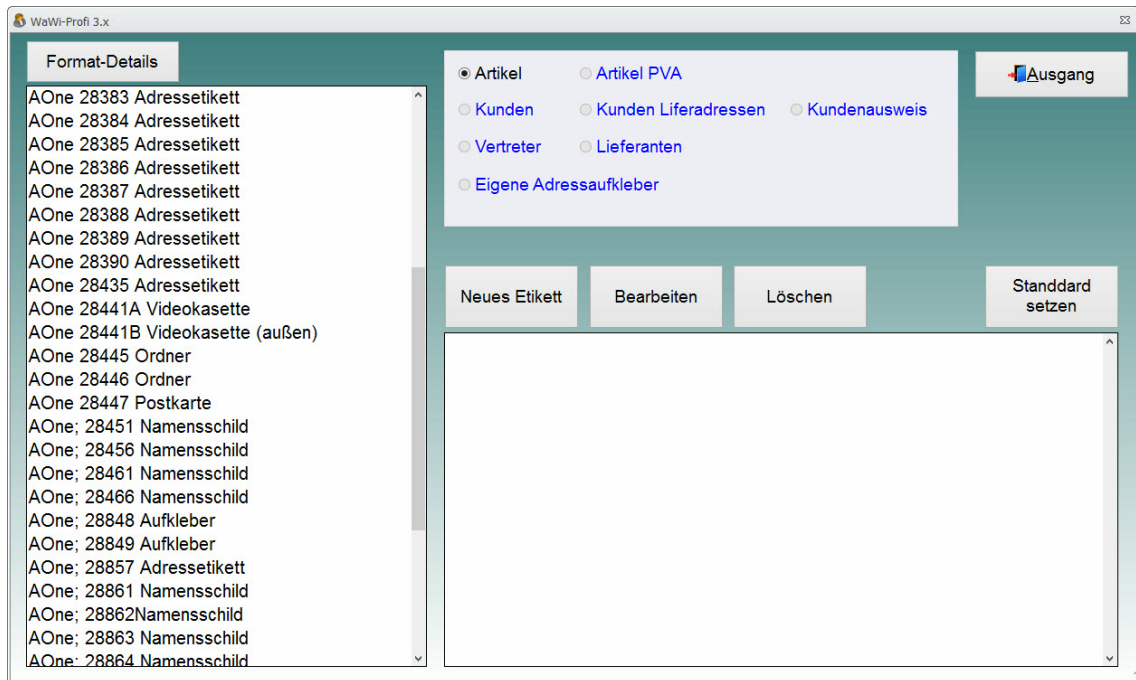 WaWi-Profi 3.x
Format-Details
AOne 28383 Adressetikett
AOne 28384 Adressetikett
AOne 28385 Adressetikett
AOne 28386 Adressetikett
AOne 28387 Adressetikett
AOne 28388 Adressetikett
AOne 28389 Adressetikett
AOne 28390 Adressetikett
AOne 28435 Adressetikett
AOne 28441A Videokasette
AOne 28441B Videokasette (außen)
AOne 28445 Ordner
AOne 28446 Ordner
AOne 28447 Postkarte
AOne; 28451 Namensschild
AOne; 28456 Namensschild
AOne; 28461 Namensschild
AOne; 28466 Namensschild
AOne; 28848 Aufkleber
AOne; 28849 Aufkleber
AOne; 28857 Adressetikett
AOne; 28861 Namensschild
AOne; 28862Namensschild
AOne; 28863 Namensschild
AOne; 28864 Namensschild
Artikel Artikel PVA
Kunden Kunden Liferadressen Kundenausweis
Vertreter Lieferanten
Eigene Adressaufkleber
Ausgang
Neues Etikett Bearbeiten Löschen
Standdard
setzen